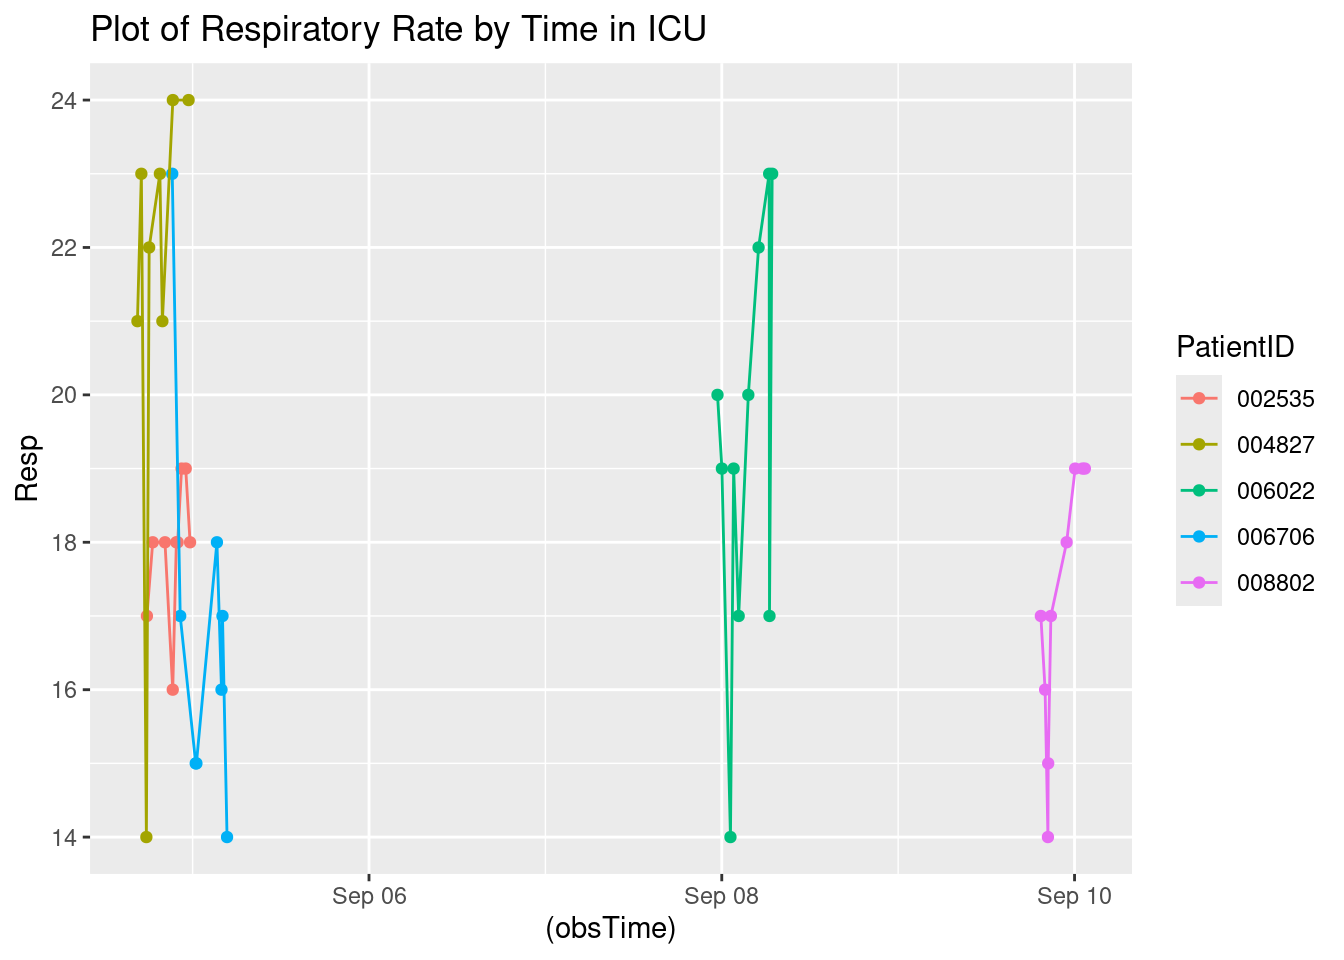 Plot of Respiratory Rate by Time in ICU
24
22
20
18
16
14
Resp
Sep 06
Sep 08
Sep 10
(obsTime)
PatientID
002535
004827
006022
006706
008802